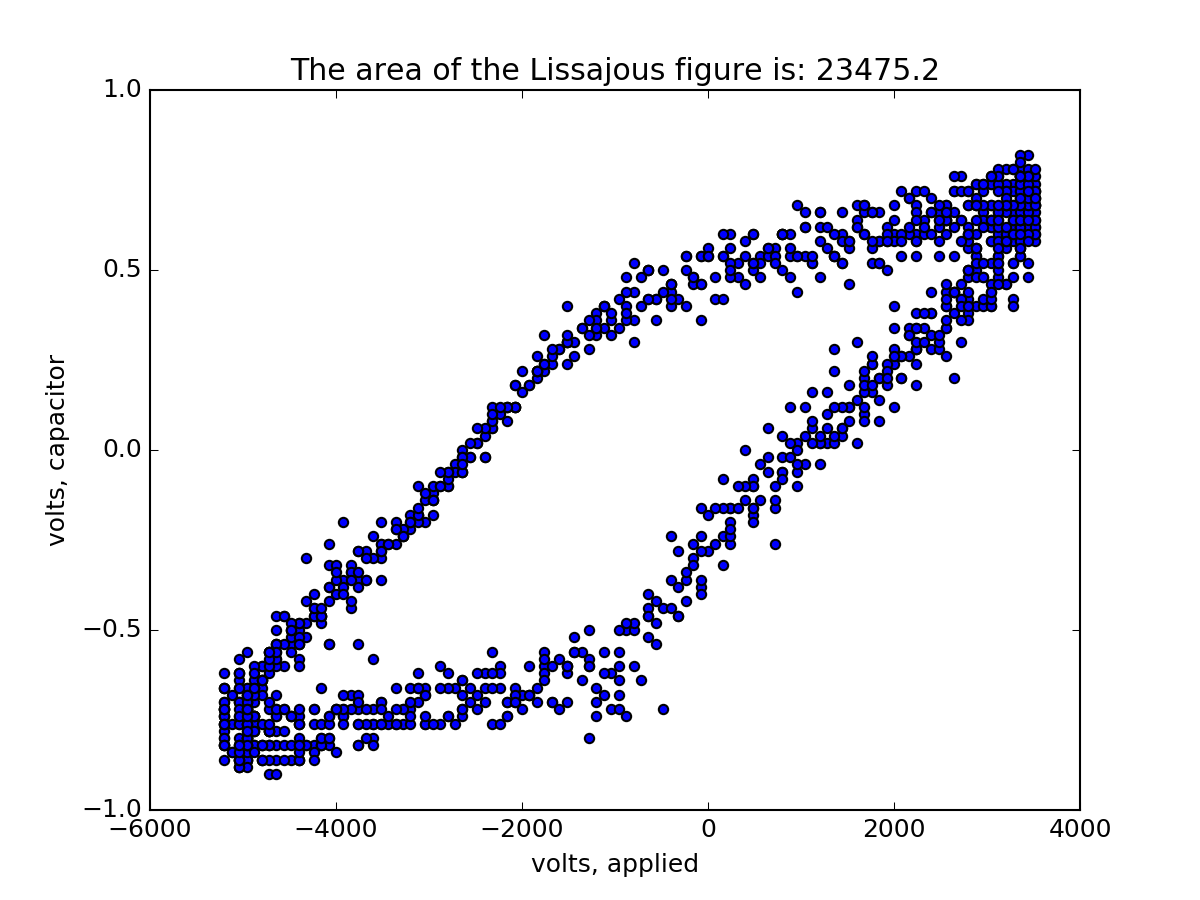 The area of the Lissajous figure is: 23475.2
1.0
0.5
0.0
−0.5
−1.0
volts, capacitor
−6000 −4000 −2000 0 2000 4000
volts, applied